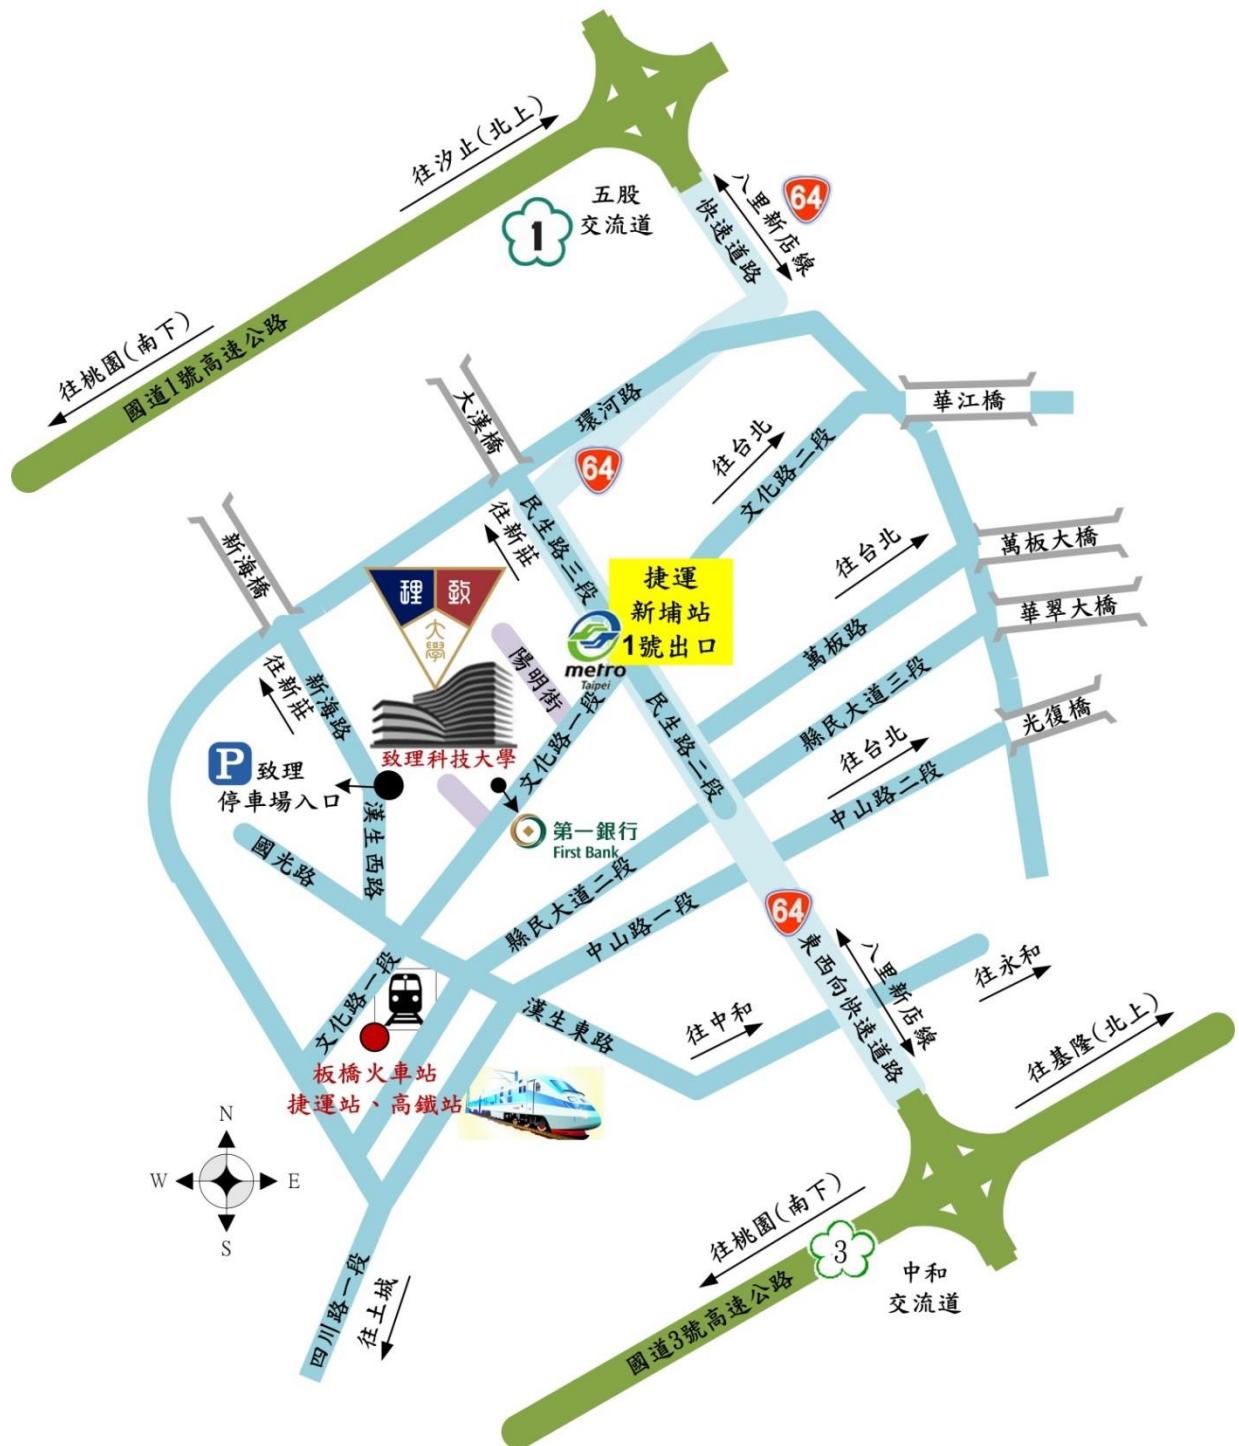 往汐止(北上)
八里新店線
64
快速道路
五股
交流道
1
往桃園(南下)
國道1號高速公路
大漢橋
環河路
華江橋
64
往台北
文化路二段
新海橋
民生路三段
往新莊
往台北
萬板大橋
理致
大學
捷運
新埔站
1號出口
metro
Taipei
華翠大橋
往新莊
新海路
陽明街
萬板路
民生路二段
縣民大道三段
光復橋
致理科技大學
文化路一段
往台北
中山路二段
P 致理
停車場入口
漢生西路
第一銀行
First Bank
國光路
縣民大道二段
中山路一段
64
文化路一段
東西向快速道路
八里新店線
往永和
漢生東路
往中和
板橋火車站
捷運站、高鐵站
往基隆(北上)
N
W
E
S
往桃園(南下)
3
中和
交流道
國道3號高速公路
四川路一段
往土城